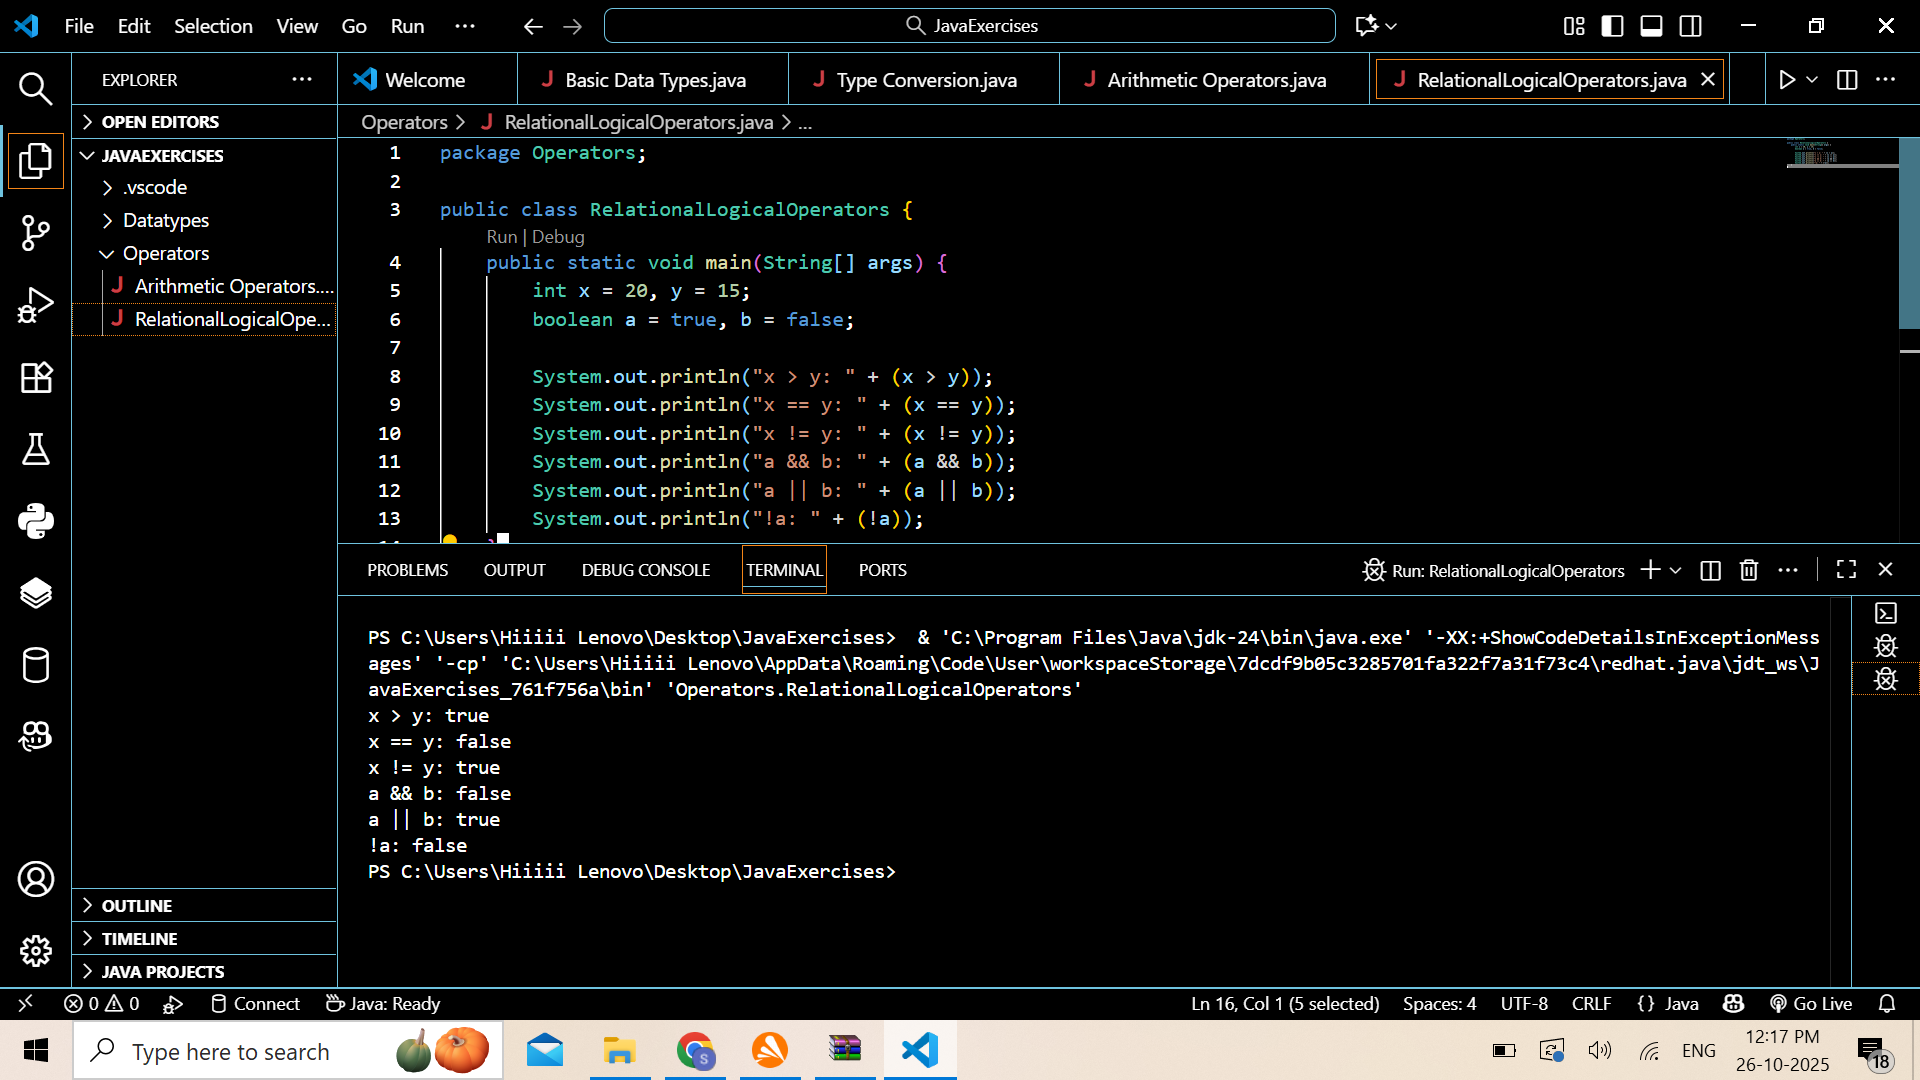 File Edit Selection View Go Run ...
JavaExercises
EXPLORER ...
OPEN EDITORS
JAVAEXERCISES
.vscode
Datatypes
Operators
J Arithmetic Operators....
J RelationalLogicalOpe...
OUTLINE
TIMELINE
JAVA PROJECTS
Welcome
J Basic Data Types.java
J Type Conversion.java
J Arithmetic Operators.java
J RelationalLogicalOperators.java
Operators > J RelationalLogicalOperators.java > ...
1 package Operators;
2
3 public class RelationalLogicalOperators {
Run | Debug
4 public static void main(String[] args) {
5 int x = 20, y = 15;
6 boolean a = true, b = false;
7
8 System.out.println("x > y: " + (x > y));
9 System.out.println("x == y: " + (x == y));
10 System.out.println("x != y: " + (x != y));
11 System.out.println("a && b: " + (a && b));
12 System.out.println("a || b: " + (a || b));
13 System.out.println("!a: " + (!a));
PROBLEMS OUTPUT DEBUG CONSOLE TERMINAL PORTS
Run: RelationalLogicalOperators
PS C:\Users\Hiiiii Lenovo\Desktop\JavaExercises>  & 'C:\Program Files\Java\jdk-24\bin\java.exe' '-XX:+ShowCodeDetailsInExceptionMess
ages' '-cp' 'C:\Users\Hiiiii Lenovo\AppData\Roaming\Code\User\workspaceStorage\7dcdf9b05c3285701fa322f7a31f73c4\redhat.java\jdt_ws\J
avaExercises_761f756a\bin' 'Operators.RelationalLogicalOperators'
x > y: true
x == y: false
x != y: true
a && b: false
a || b: true
!a: false
PS C:\Users\Hiiiii Lenovo\Desktop\JavaExercises>
0 0 Connect Java: Ready
Ln 16, Col 1 (5 selected) Spaces: 4 UTF-8 CRLF {} Java Go Live
Type here to search
S
ENG
12:17 PM
26-10-2025
18